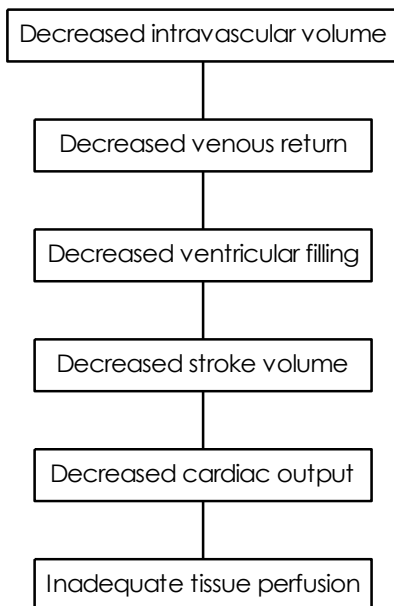 Decreased intravascular volume
Decreased venous return
Decreased ventricular filling
Decreased stroke volume
Decreased cardiac output
Inadequate tissue perfusion